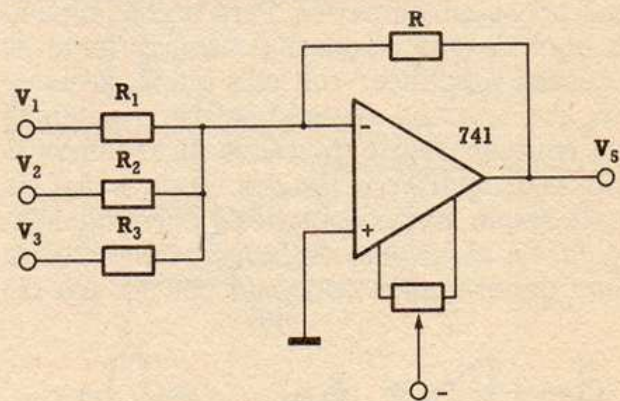 R
V₁
R₁
−
741
V₂
R₂
V₅
V₃
R₃
+
−